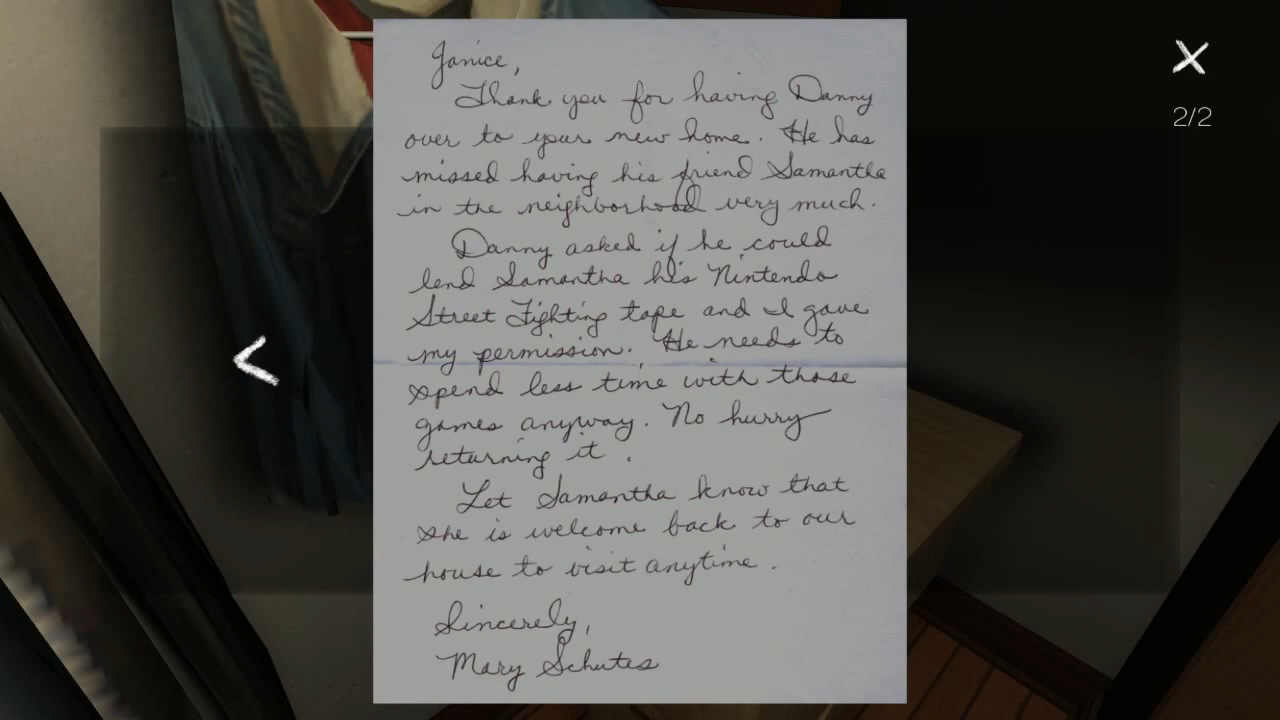 Janice,
Thank you for having Danny
over to your new home. He has
missed having his friend Samantha
in the neighborhood very much.
Danny asked if he could
lend Samantha his Nintendo
Street Fighting tape and I gave
my permission. He needs to
spend less time with those
games anyway. No hurry
returning it.
Let Samantha know that
she is welcome back to our
house to visit anytime.
Sincerely,
Mary Schutes
2/2